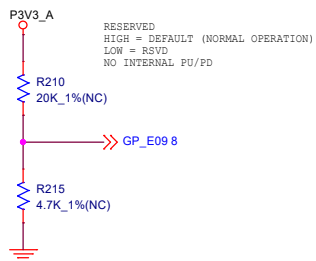 P3V3_A
RESERVED
HIGH = DEFAULT (NORMAL OPERATION)
LOW = RSVD
NO INTERNAL PU/PD
R210
20K_1%(NC)
GP_E09 8
R215
4.7K_1%(NC)